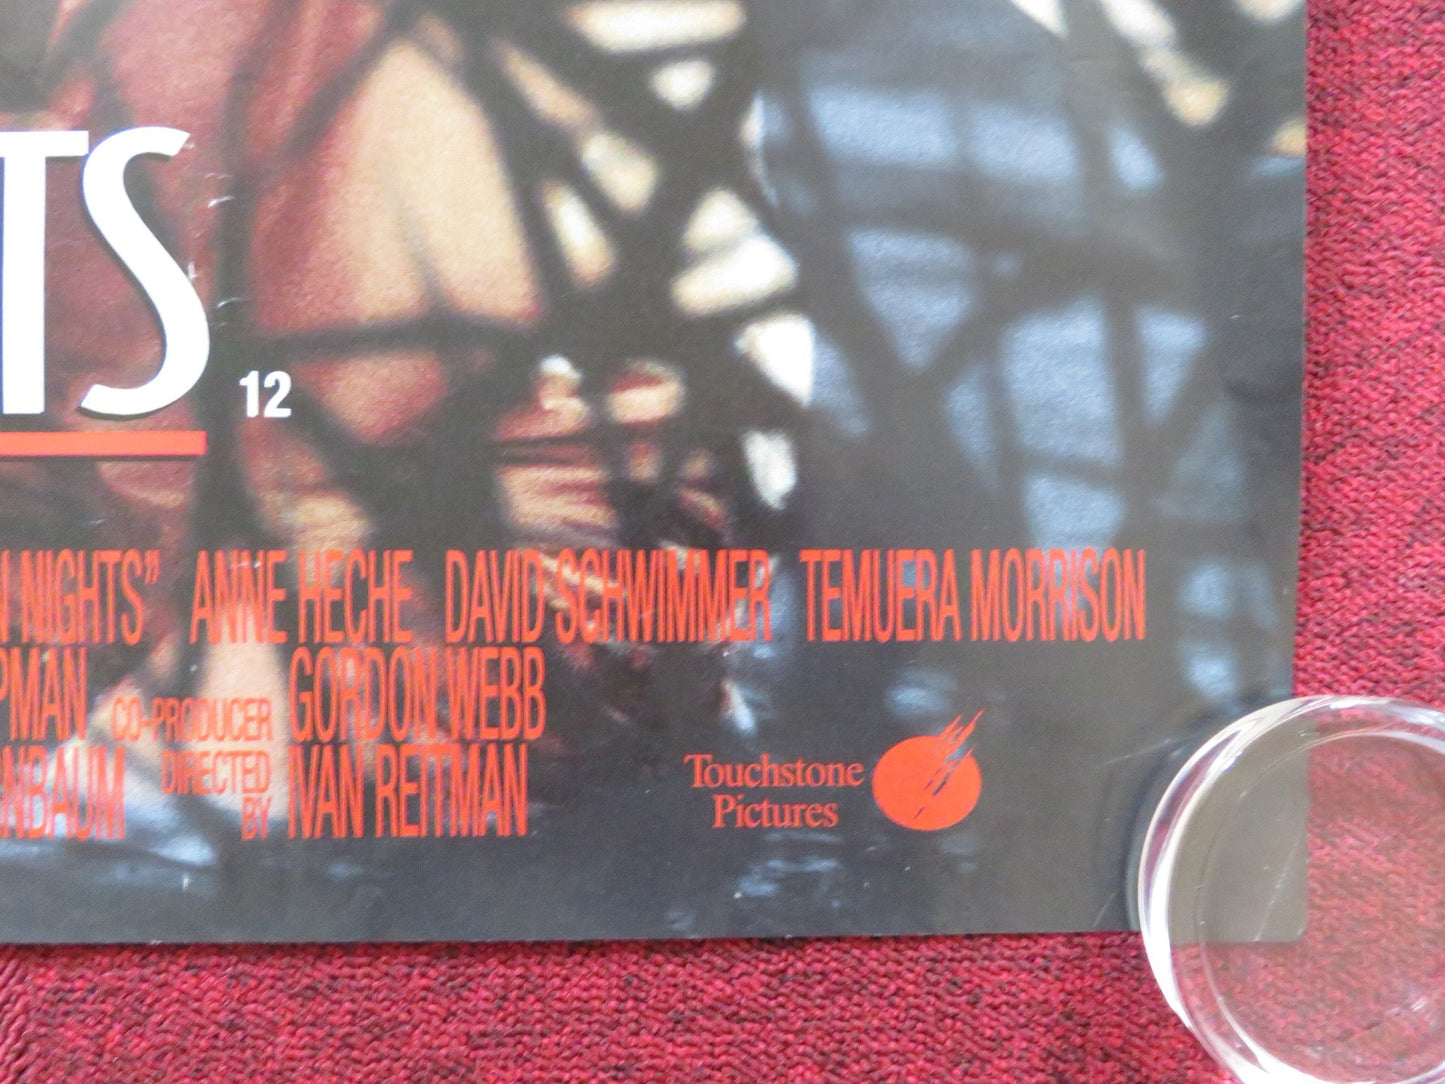 TS
12
NIGHTS” ANNE HECHE DAVID SCHWIMMER TEMUERA MORRISON
PMAN CO-PRODUCER GORDON WEBB
NBAUM DIRECTED BY IVAN REITMAN
Touchstone
Pictures